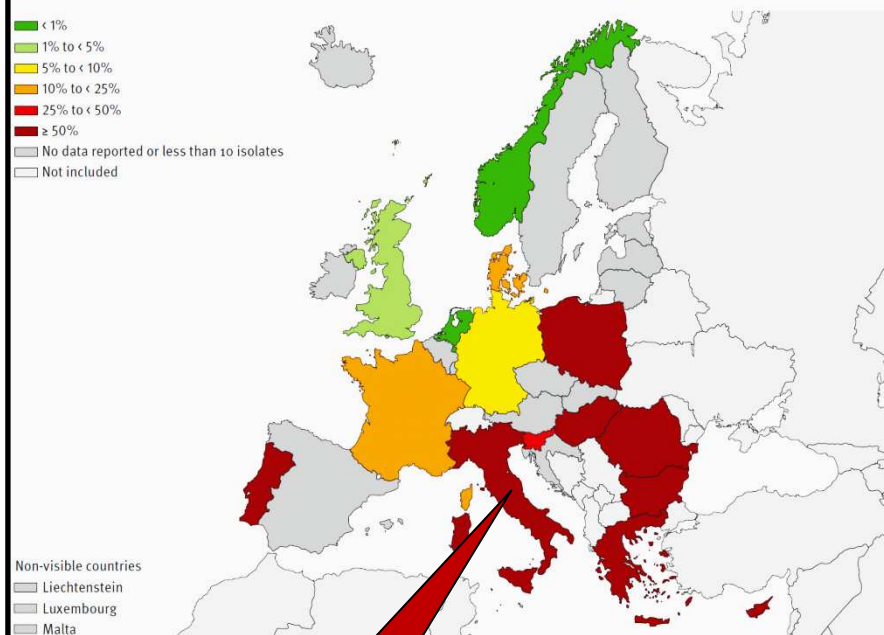 < 1%
1% to < 5%
5% to < 10%
10% to < 25%
25% to < 50%
≥ 50%
No data reported or less than 10 isolates
Not included
Non-visible countries
Liechtenstein
Luxembourg
Malta